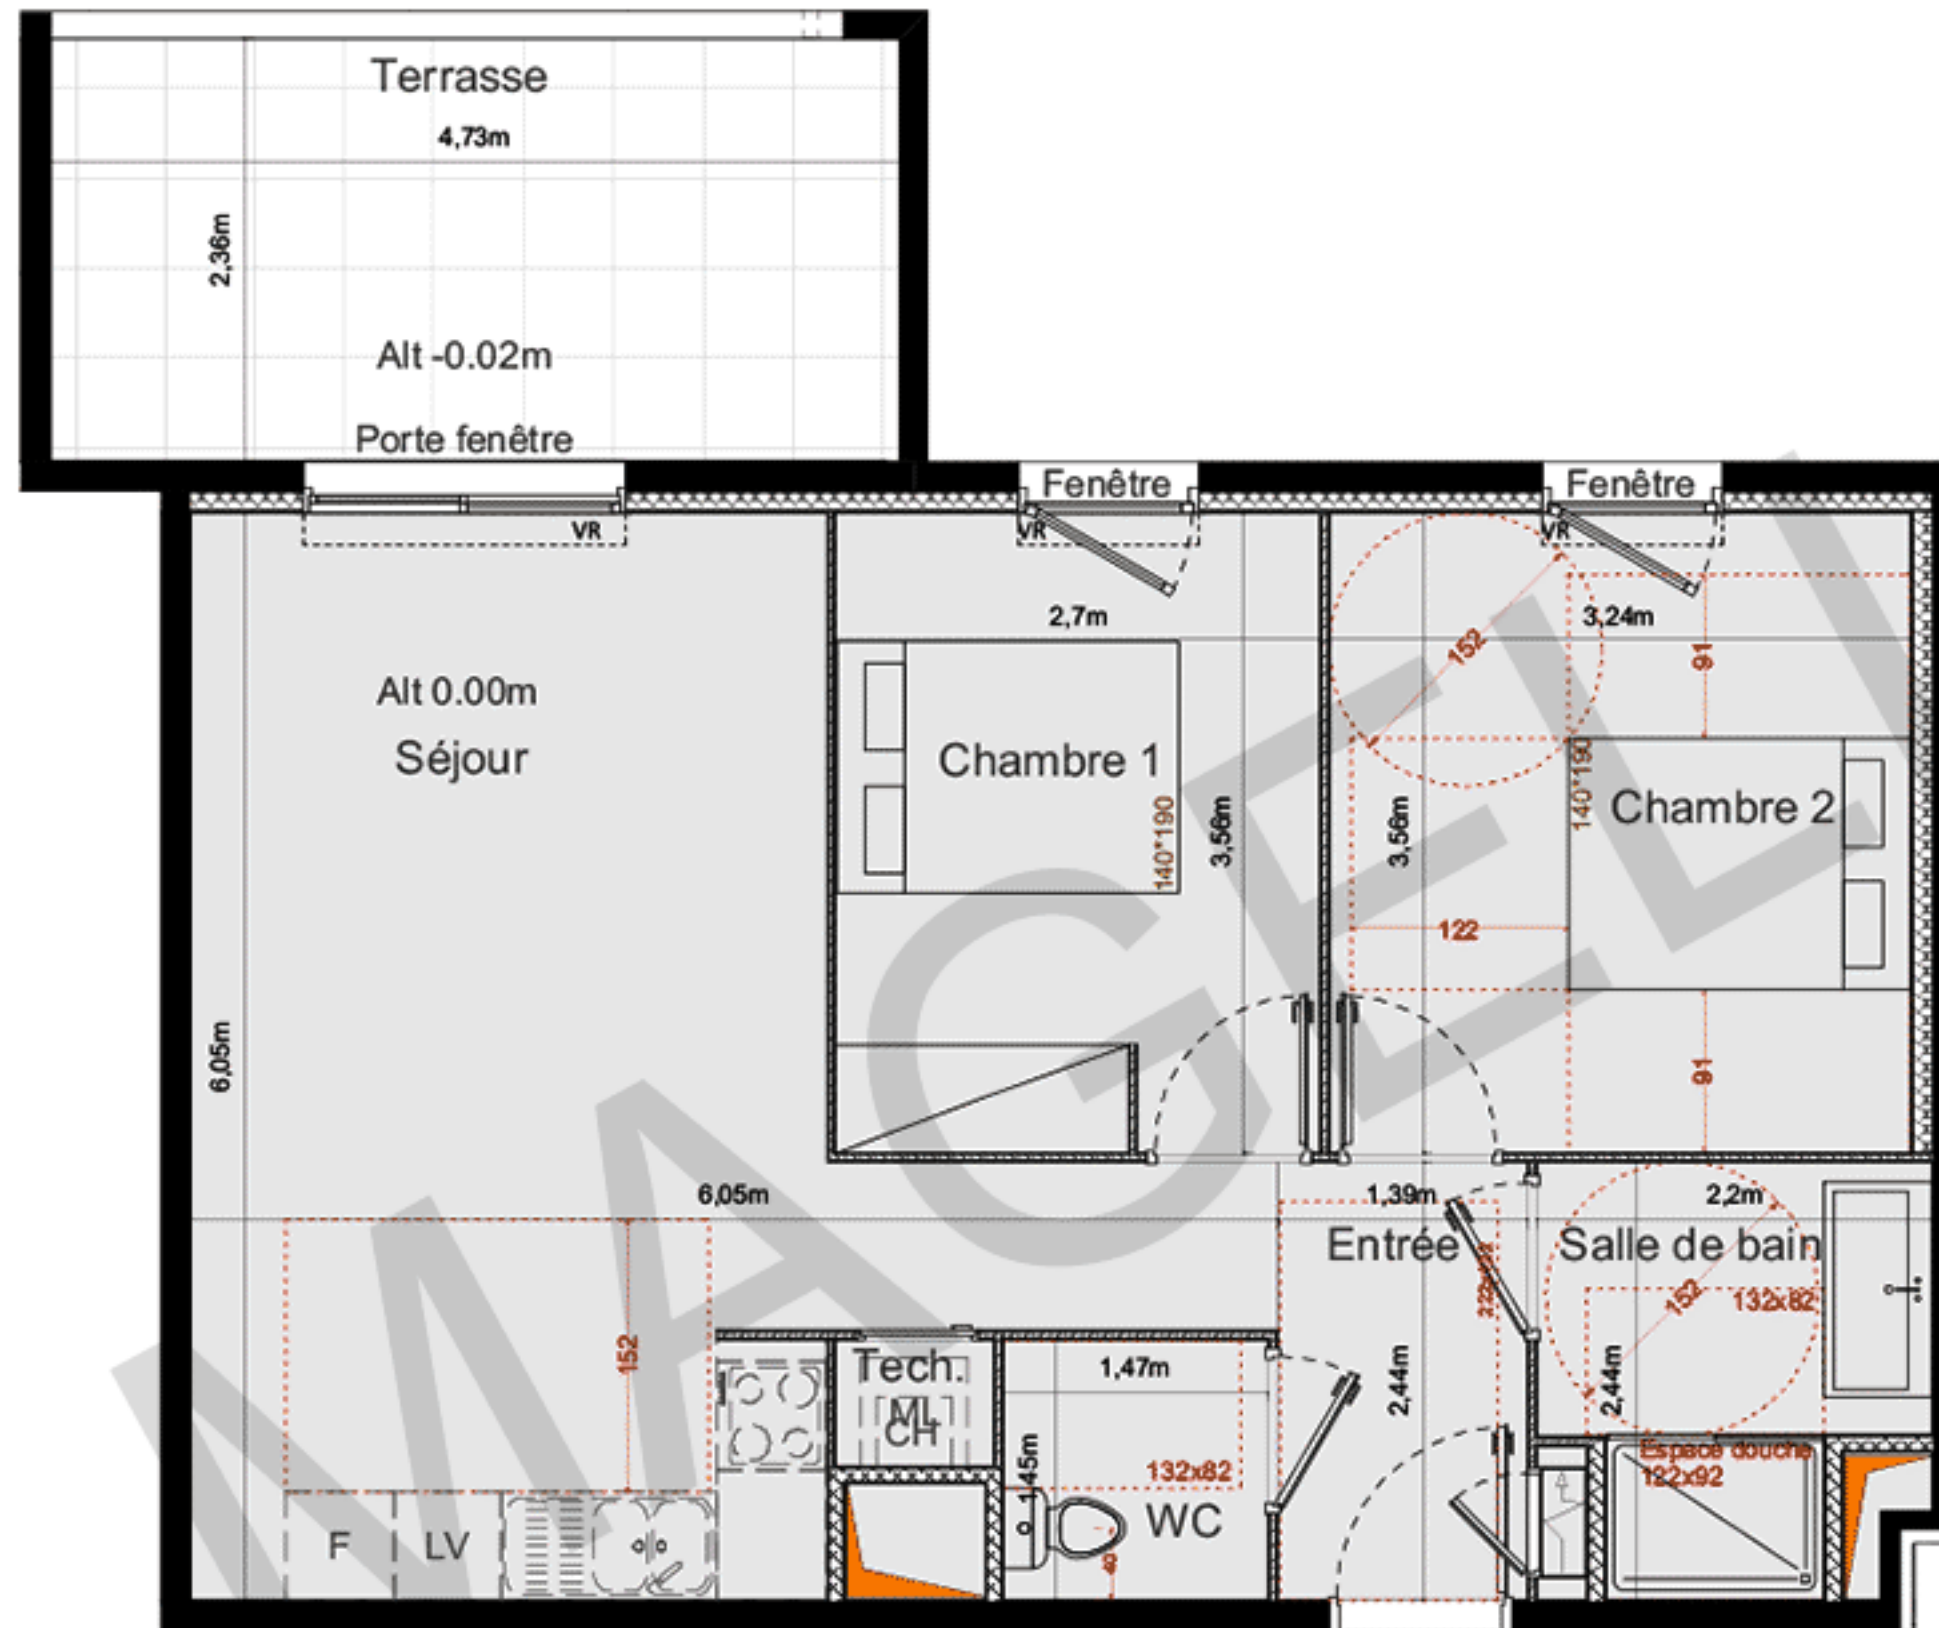 Terrasse
4,73m
2,36m
Alt -0.02m
Porte fenêtre
Fenêtre
Fenêtre
VR
VR
VR
2,7m
3,24m
152
91
Alt 0.00m
Séjour
Chambre 1
140*190
3,56m
3,56m
140*190
Chambre 2
122
91
6,05m
6,05m
1,39m
2,2m
Entrée
Salle de bain
152
132x82
152
Tech.
ML
CH
1,47m
2,44m
2,44m
1,45m
132x82
WC
Espace douche
122x92
F
LV
MAGELI